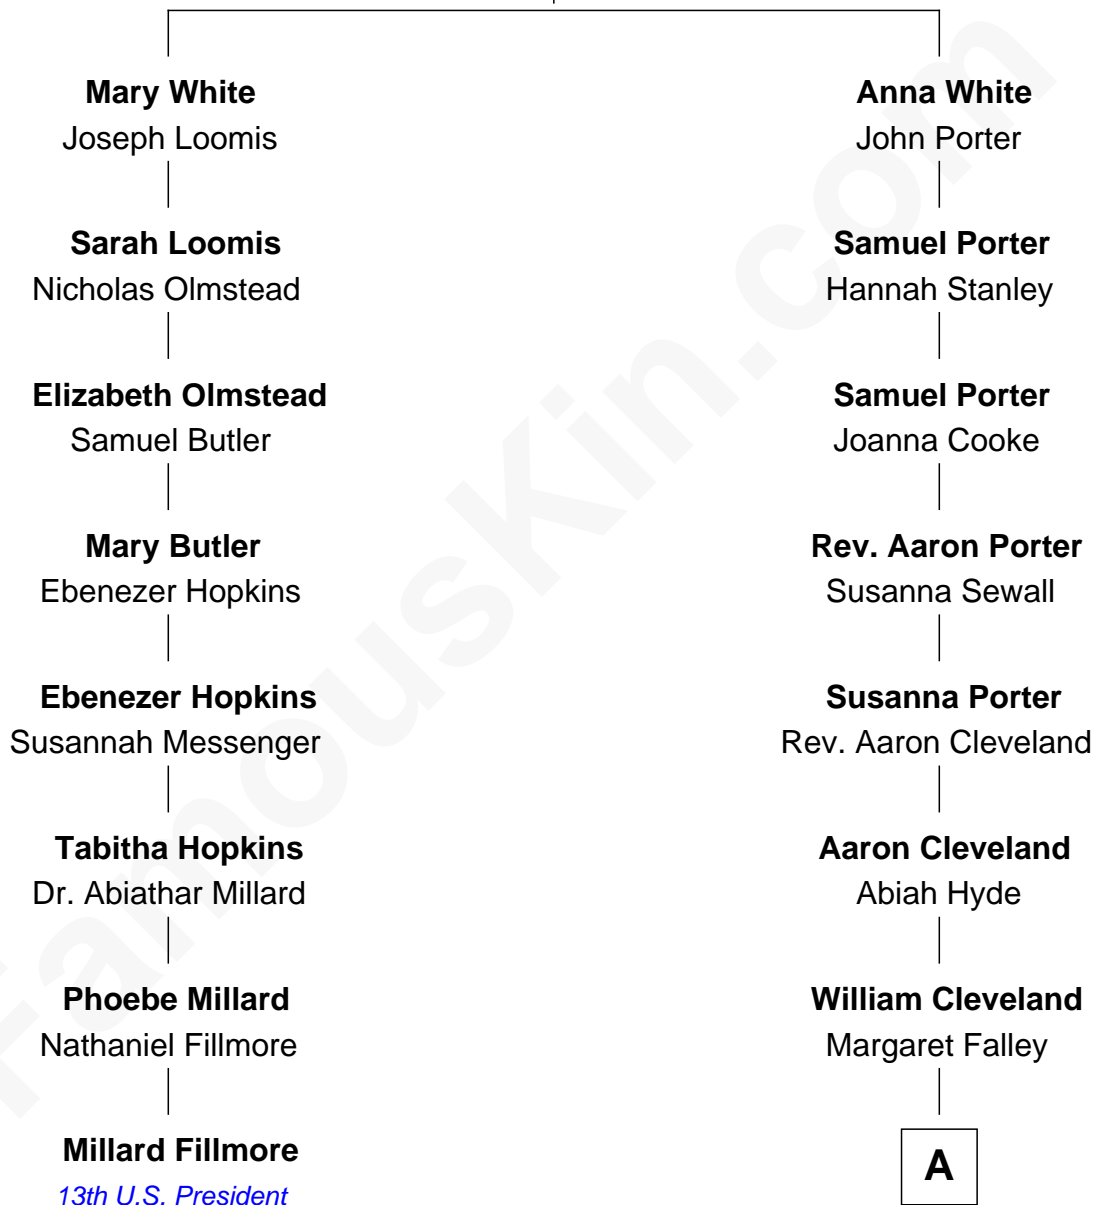 Mary White
Joseph Loomis
Sarah Loomis
Nicholas Olmstead
Elizabeth Olmstead
Samuel Butler
Mary Butler
Ebenezer Hopkins
Ebenezer Hopkins
Susannah Messenger
Tabitha Hopkins
Dr. Abiathar Millard
Phoebe Millard
Nathaniel Fillmore
Millard Fillmore
13th U.S. President
Anna White
John Porter
Samuel Porter
Hannah Stanley
Samuel Porter
Joanna Cooke
Rev. Aaron Porter
Susanna Sewall
Susanna Porter
Rev. Aaron Cleveland
Aaron Cleveland
Abiah Hyde
William Cleveland
Margaret Falley
A
FamousKin.com